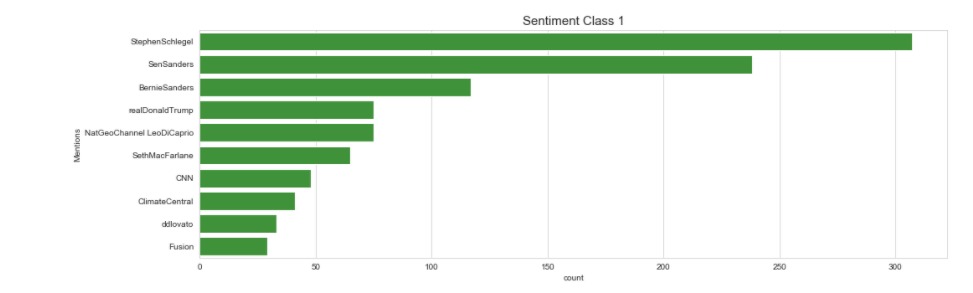 Sentiment Class 1
Mentions
StephenSchlegel
SenSanders
BernieSanders
realDonaldTrump
NatGeoChannel LeoDiCaprio
SethMacFarlane
CNN
ClimateCentral
ddlovato
Fusion
0 50 100 150 200 250 300
count